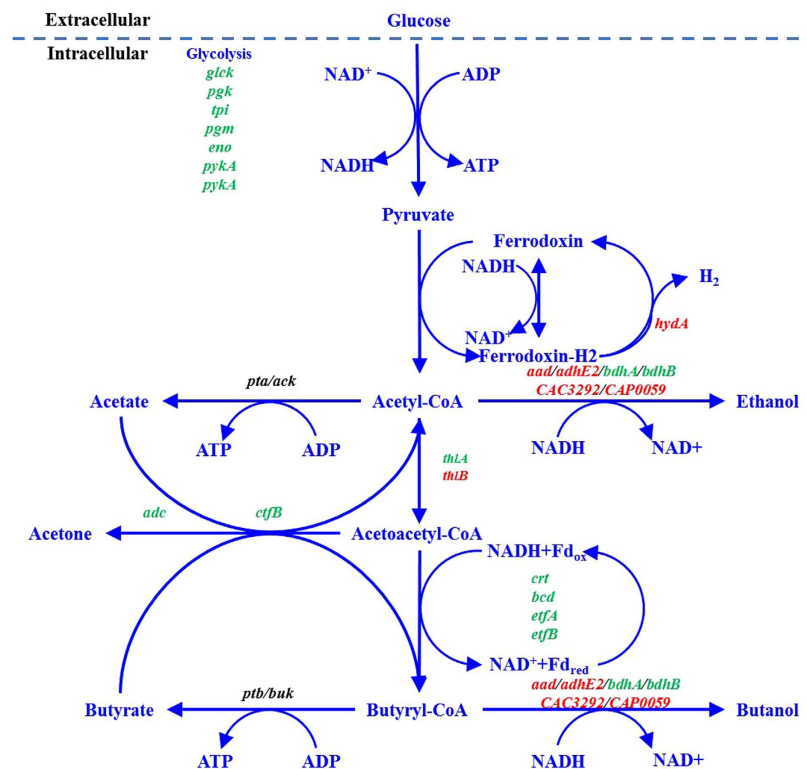 Extracellular
Glucose
Intracellular
Glycolysis
glck
pgk
tpi
pgm
eno
pykA
pykA
NAD+
ADP
NADH
ATP
Pyruvate
Ferrodoxin
NADH
H2
NAD+
hydA
Ferrodoxin-H2
aad/adhE2/bdhA/bdhB
CAC3292/CAP0059
pta/ack
Acetate
Acetyl-CoA
Ethanol
ATP
ADP
NADH
NAD+
thlA
thlB
adc
ctfB
Acetone
Acetoacetyl-CoA
NADH+Fdox
crt
bcd
etfA
etfB
NAD++Fdred
aad/adhE2/bdhA/bdhB
CAC3292/CAP0059
ptb/buk
Butyrate
Butyryl-CoA
Butanol
ATP
ADP
NADH
NAD+